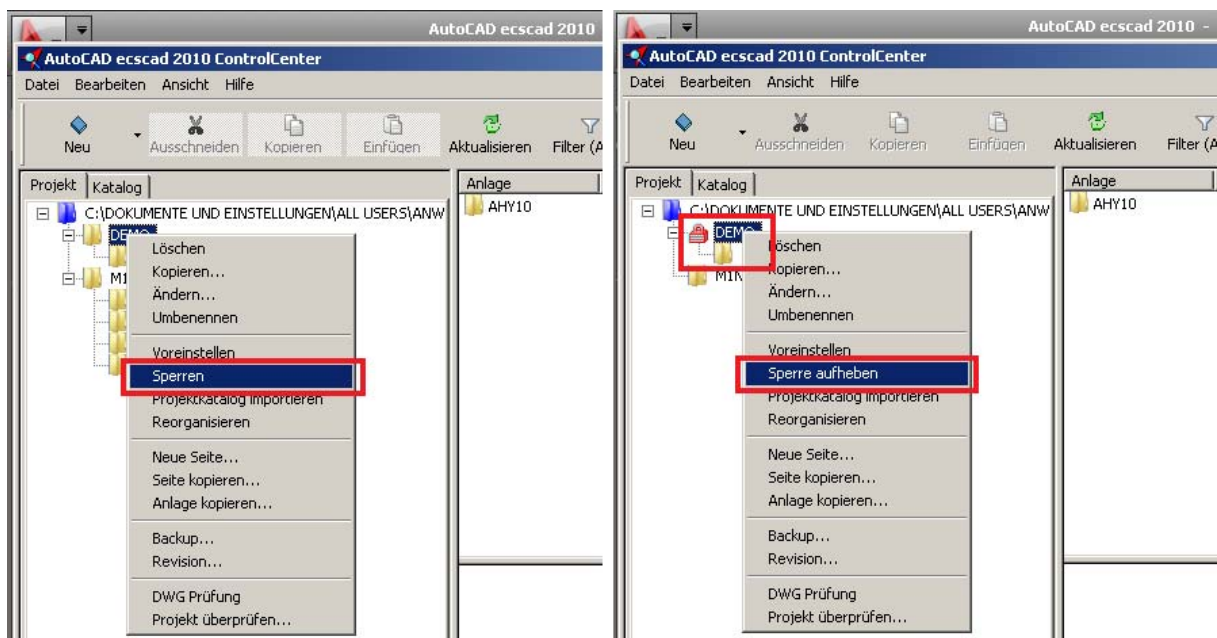 AutoCAD ecscad 2010
AutoCAD ecscad 2010 ControlCenter
Datei Bearbeiten Ansicht Hilfe
Neu Ausschneiden Kopieren Einfügen Aktualisieren Filter (A
Projekt Katalog
Anlage
C:\DOKUMENTE UND EINSTELLUNGEN\ALL USERS\ANW
AHY10
DEMO
Löschen
Kopieren...
Ändern...
Umbenennen
Voreinstellen
Sperren
Projektkatalog importieren
Reorganisieren
Neue Seite...
Seite kopieren...
Anlage kopieren...
Backup...
Revision...
DWG Prüfung
Projekt überprüfen...
AutoCAD ecscad 2010 -
AutoCAD ecscad 2010 ControlCenter
Datei Bearbeiten Ansicht Hilfe
Neu Ausschneiden Kopieren Einfügen Aktualisieren Filter (A
Projekt Katalog
Anlage
C:\DOKUMENTE UND EINSTELLUNGEN\ALL USERS\ANW
AHY10
DEMO
Löschen
Kopieren...
Ändern...
Umbenennen
Voreinstellen
Sperre aufheben
Projektkatalog importieren
Reorganisieren
Neue Seite...
Seite kopieren...
Anlage kopieren...
Backup...
Revision...
DWG Prüfung
Projekt überprüfen...